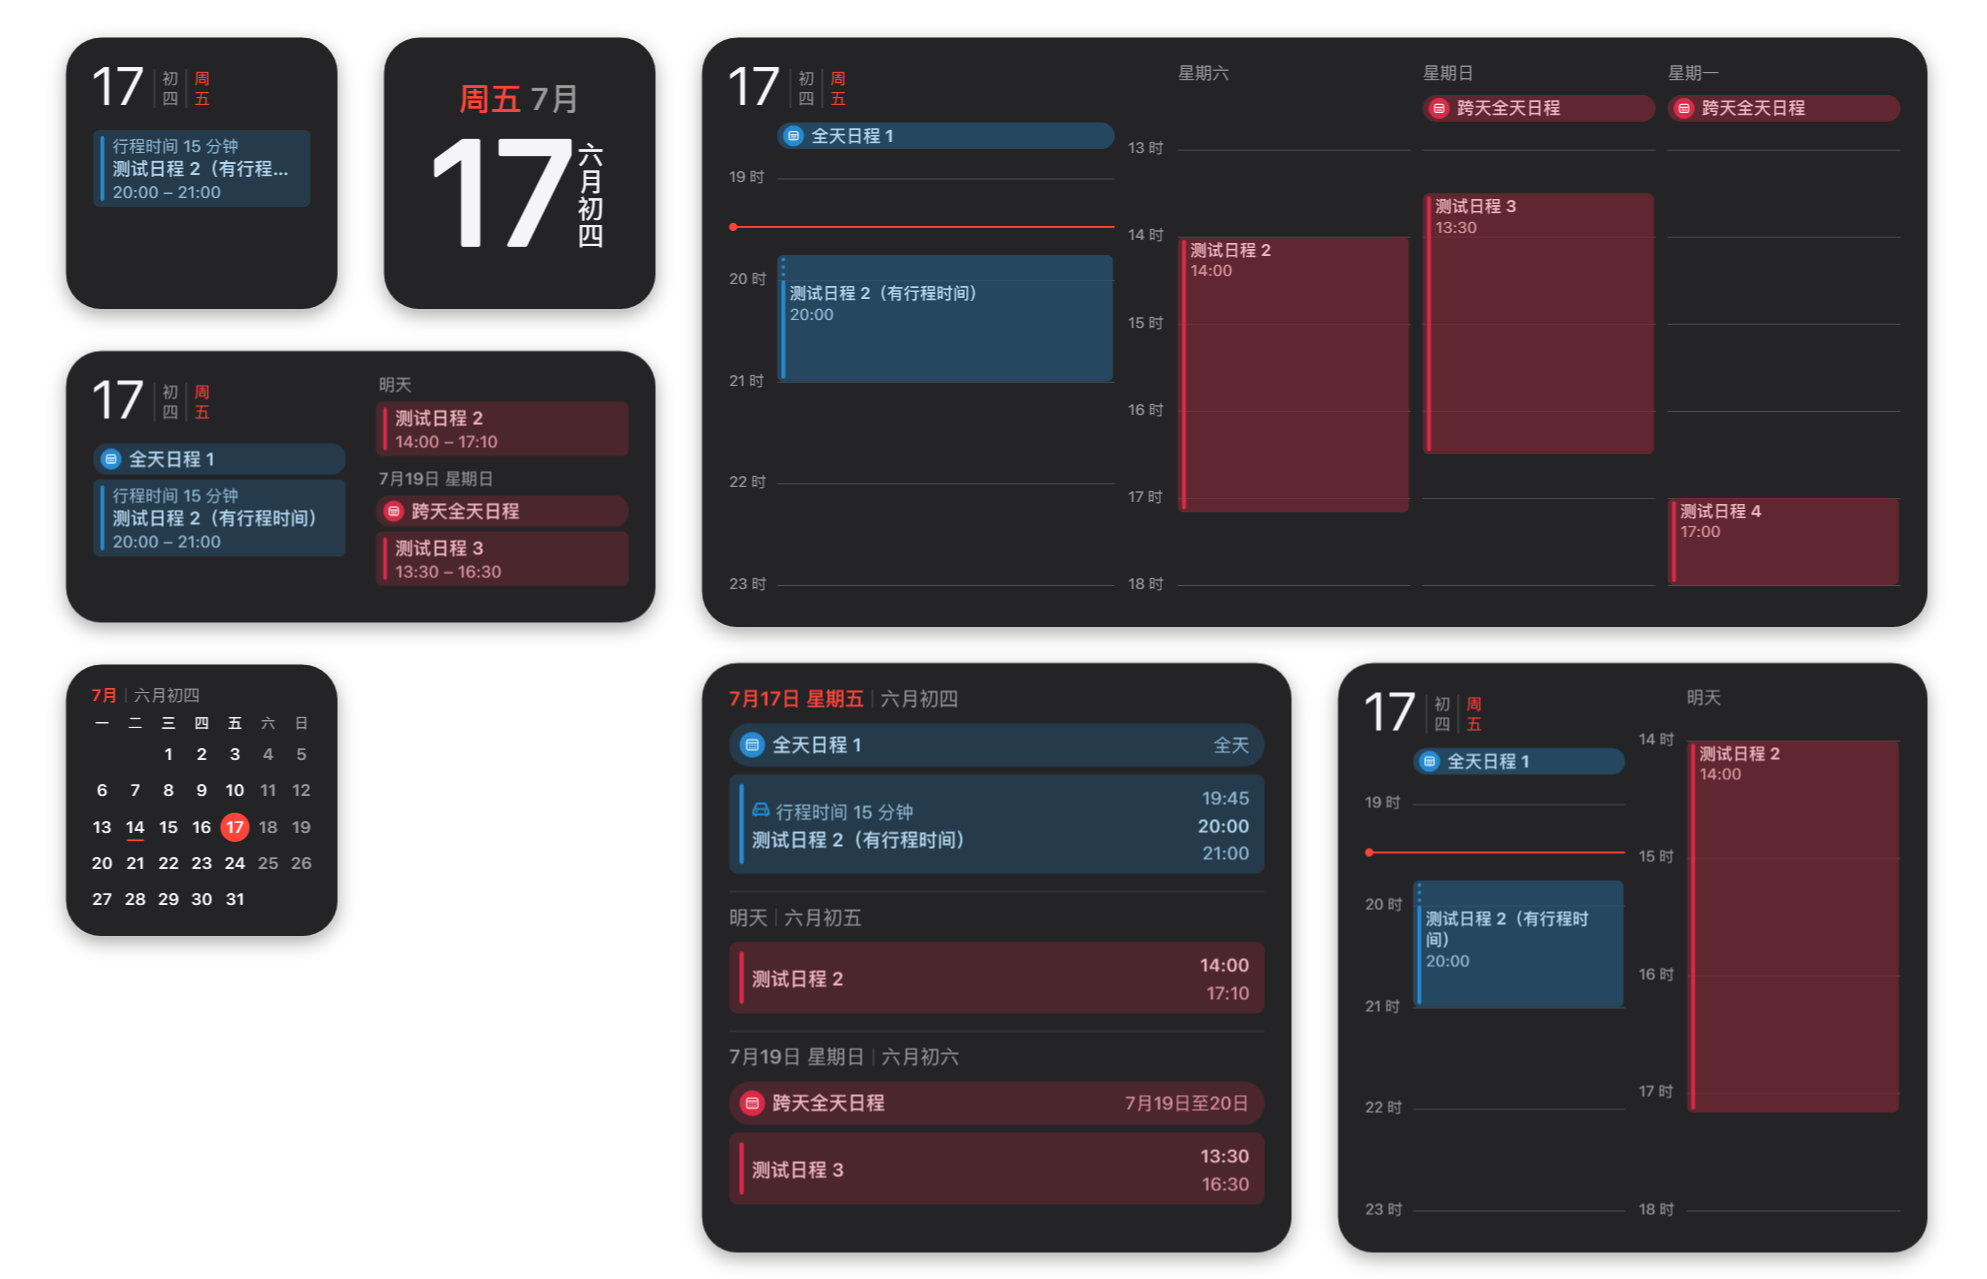 17 初四 周五
行程时间 15 分钟
测试日程 2（有行程...
20:00 – 21:00
周五 7月
17
六月初四
17 初四 周五
全天日程 1
19 时
20 时
测试日程 2（有行程时间）
20:00
21 时
22 时
23 时
星期六
13 时
14 时
测试日程 2
14:00
15 时
16 时
17 时
18 时
星期日
跨天全天日程
测试日程 3
13:30
星期一
跨天全天日程
测试日程 4
17:00
17 初四 周五
全天日程 1
行程时间 15 分钟
测试日程 2（有行程时间）
20:00 – 21:00
明天
测试日程 2
14:00 – 17:10
7月19日 星期日
跨天全天日程
测试日程 3
13:30 – 16:30
7月 六月初四
一 二 三 四 五 六 日
1 2 3 4 5
6 7 8 9 10 11 12
13 14 15 16 17 18 19
20 21 22 23 24 25 26
27 28 29 30 31
7月17日 星期五 六月初四
全天日程 1 全天
行程时间 15 分钟 19:45
测试日程 2（有行程时间） 20:00
21:00
明天 六月初五
测试日程 2 14:00
17:10
7月19日 星期日 六月初六
跨天全天日程 7月19日至20日
测试日程 3 13:30
16:30
17 初四 周五
全天日程 1
19 时
20 时
测试日程 2（有行程时
间）
20:00
21 时
22 时
23 时
明天
14 时
测试日程 2
14:00
15 时
16 时
17 时
18 时